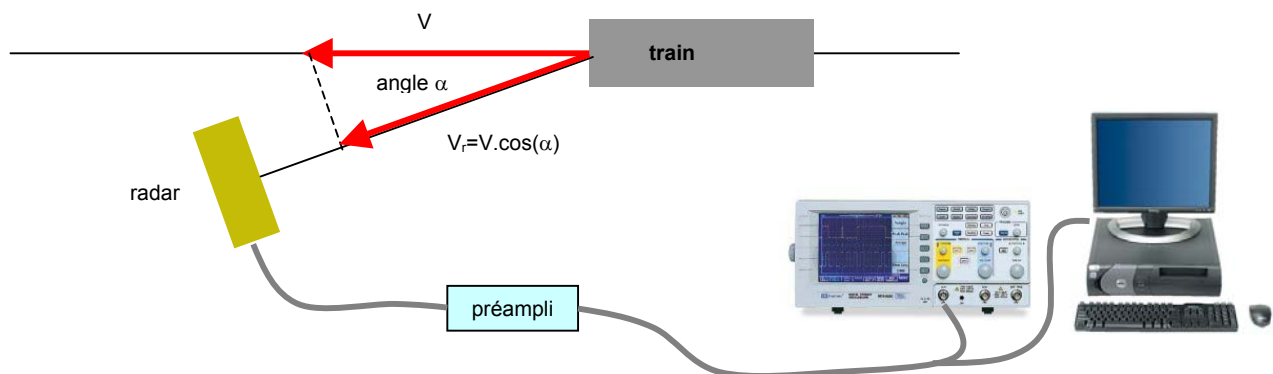 V
train
angle α
Vᵣ=V.cos(α)
radar
préampli